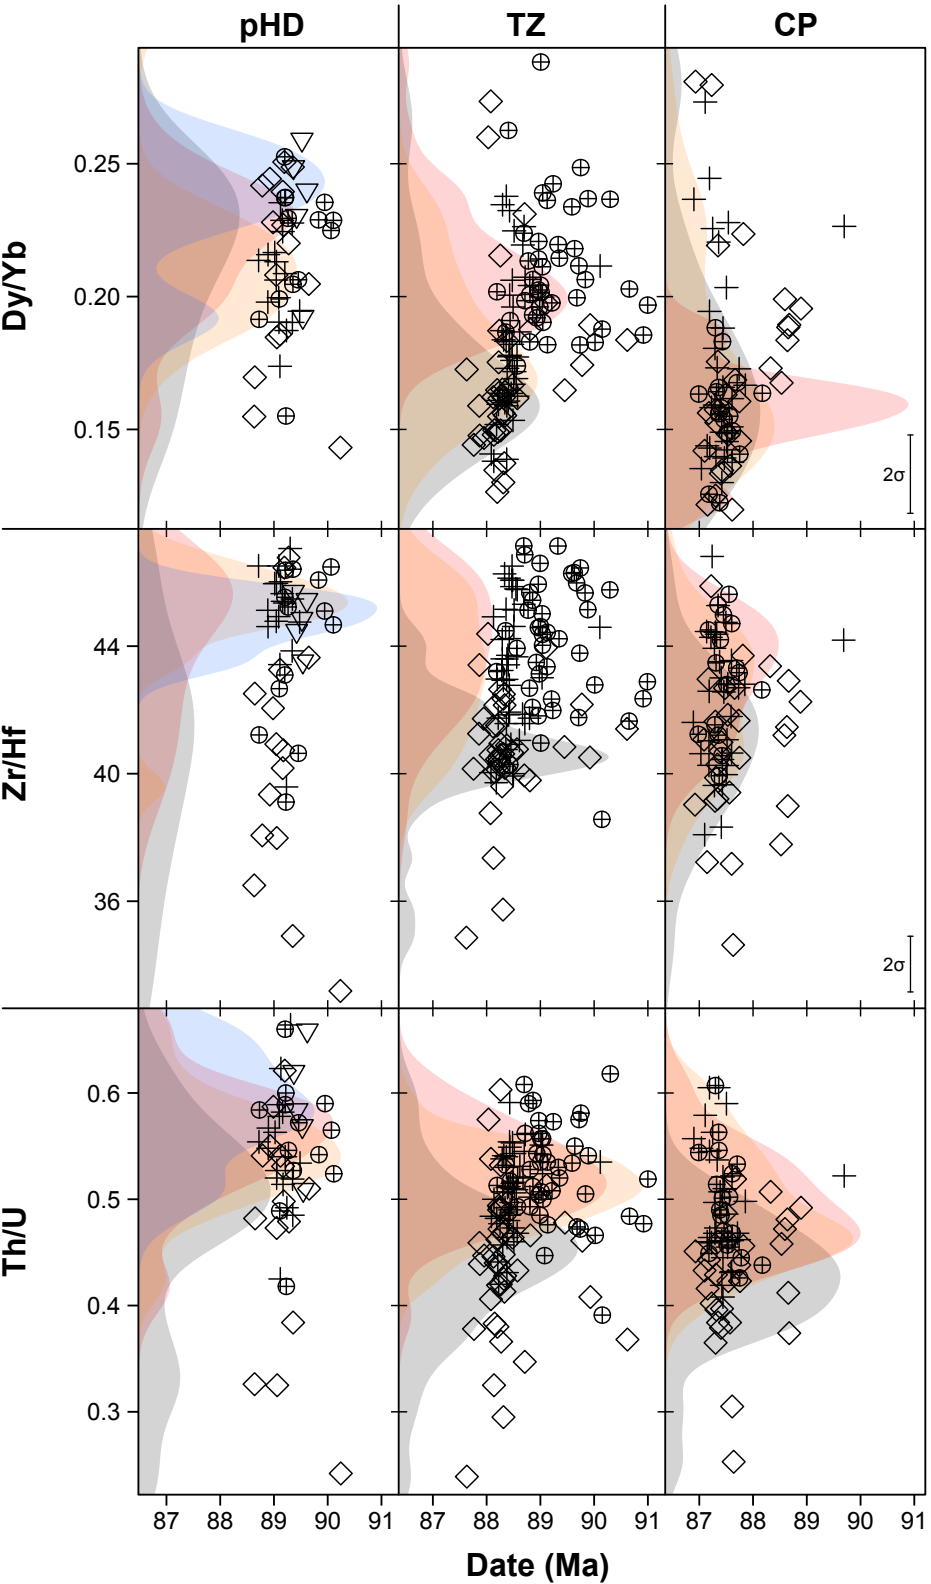 pHD TZ CP
Dy/Yb
0.25
0.20
0.15
2σ
Zr/Hf
44
40
36
2σ
Th/U
0.6
0.5
0.4
0.3
87 88 89 90 91 87 88 89 90 91 87 88 89 90 91
Date (Ma)